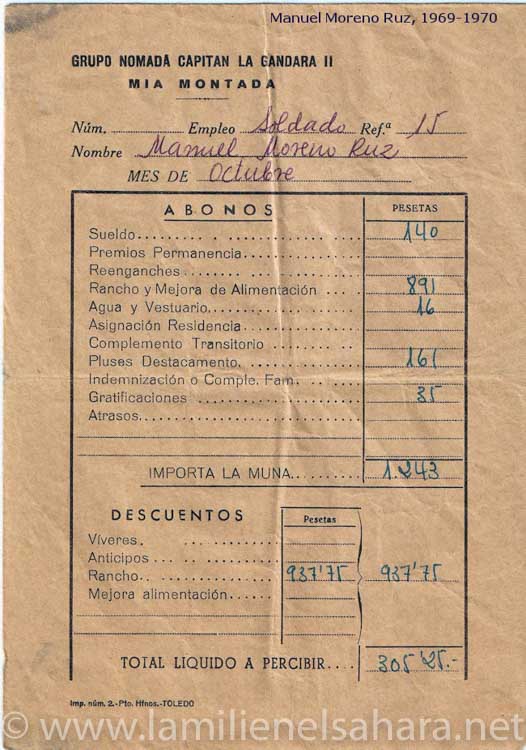 Manuel Moreno Ruz, 1969-1970
GRUPO NOMADA CAPITAN LA GANDARA II
MIA MONTADA
Núm. Empleo Soldado Ref.ª 15
Nombre Manuel Moreno Ruz
MES DE Octubre
ABONOS PESETAS
Sueldo 140
Premios Permanencia
Reenganches
Rancho y Mejora de Alimentación 891
Agua y Vestuario 16
Asignación Residencia
Complemento Transitorio
Pluses Destacamento 161
Indemnización o Comple. Fam.
Gratificaciones 35
Atrasos
IMPORTA LA MUNA 1.243
DESCUENTOS Pesetas
Víveres
Anticipos
Rancho 937'75 937'75
Mejora alimentación
TOTAL LIQUIDO A PERCIBIR 305'25.-
Imp. núm. 2.-Pto. Hfnos.-TOLEDO
© www.lamilienelsahara.net